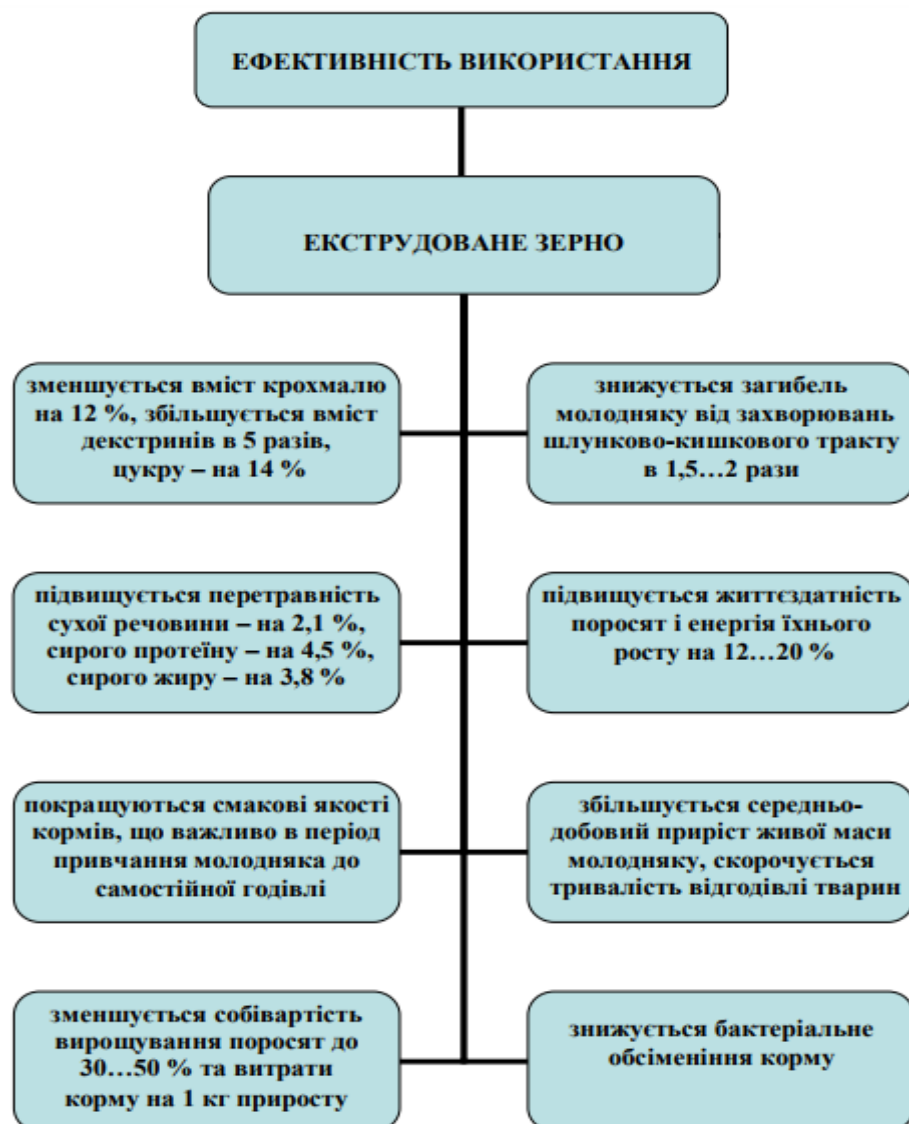 ЕФЕКТИВНІСТЬ ВИКОРИСТАННЯ
ЕКСТРУДОВАНЕ ЗЕРНО
зменшується вміст крохмалю
на 12 %, збільшується вміст
декстринів в 5 разів,
цукру – на 14 %
знижується загибель
молодняку від захворювань
шлунково-кишкового тракту
в 1,5…2 рази
підвищується перетравність
сухої речовини – на 2,1 %,
сирого протеїну – на 4,5 %,
сирого жиру – на 3,8 %
підвищується життєздатність
поросят і енергія їхнього
росту на 12…20 %
покращуються смакові якості
кормів, що важливо в період
привчання молодняка до
самостійної годівлі
збільшується середньо-
добовий приріст живої маси
молодняку, скорочується
тривалість відгодівлі тварин
зменшується собівартість
вирощування поросят до
30…50 % та витрати
корму на 1 кг приросту
знижується бактеріальне
обсіменіння корму